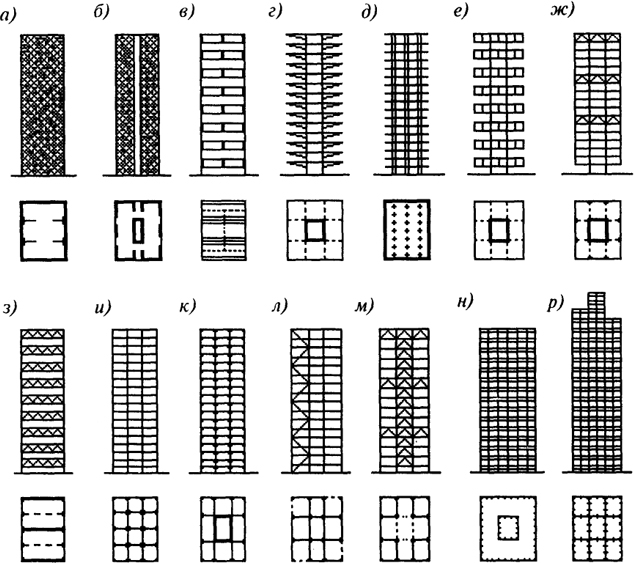 а) б) в) г) д) е) ж)
з) и) к) л) м) н) р)